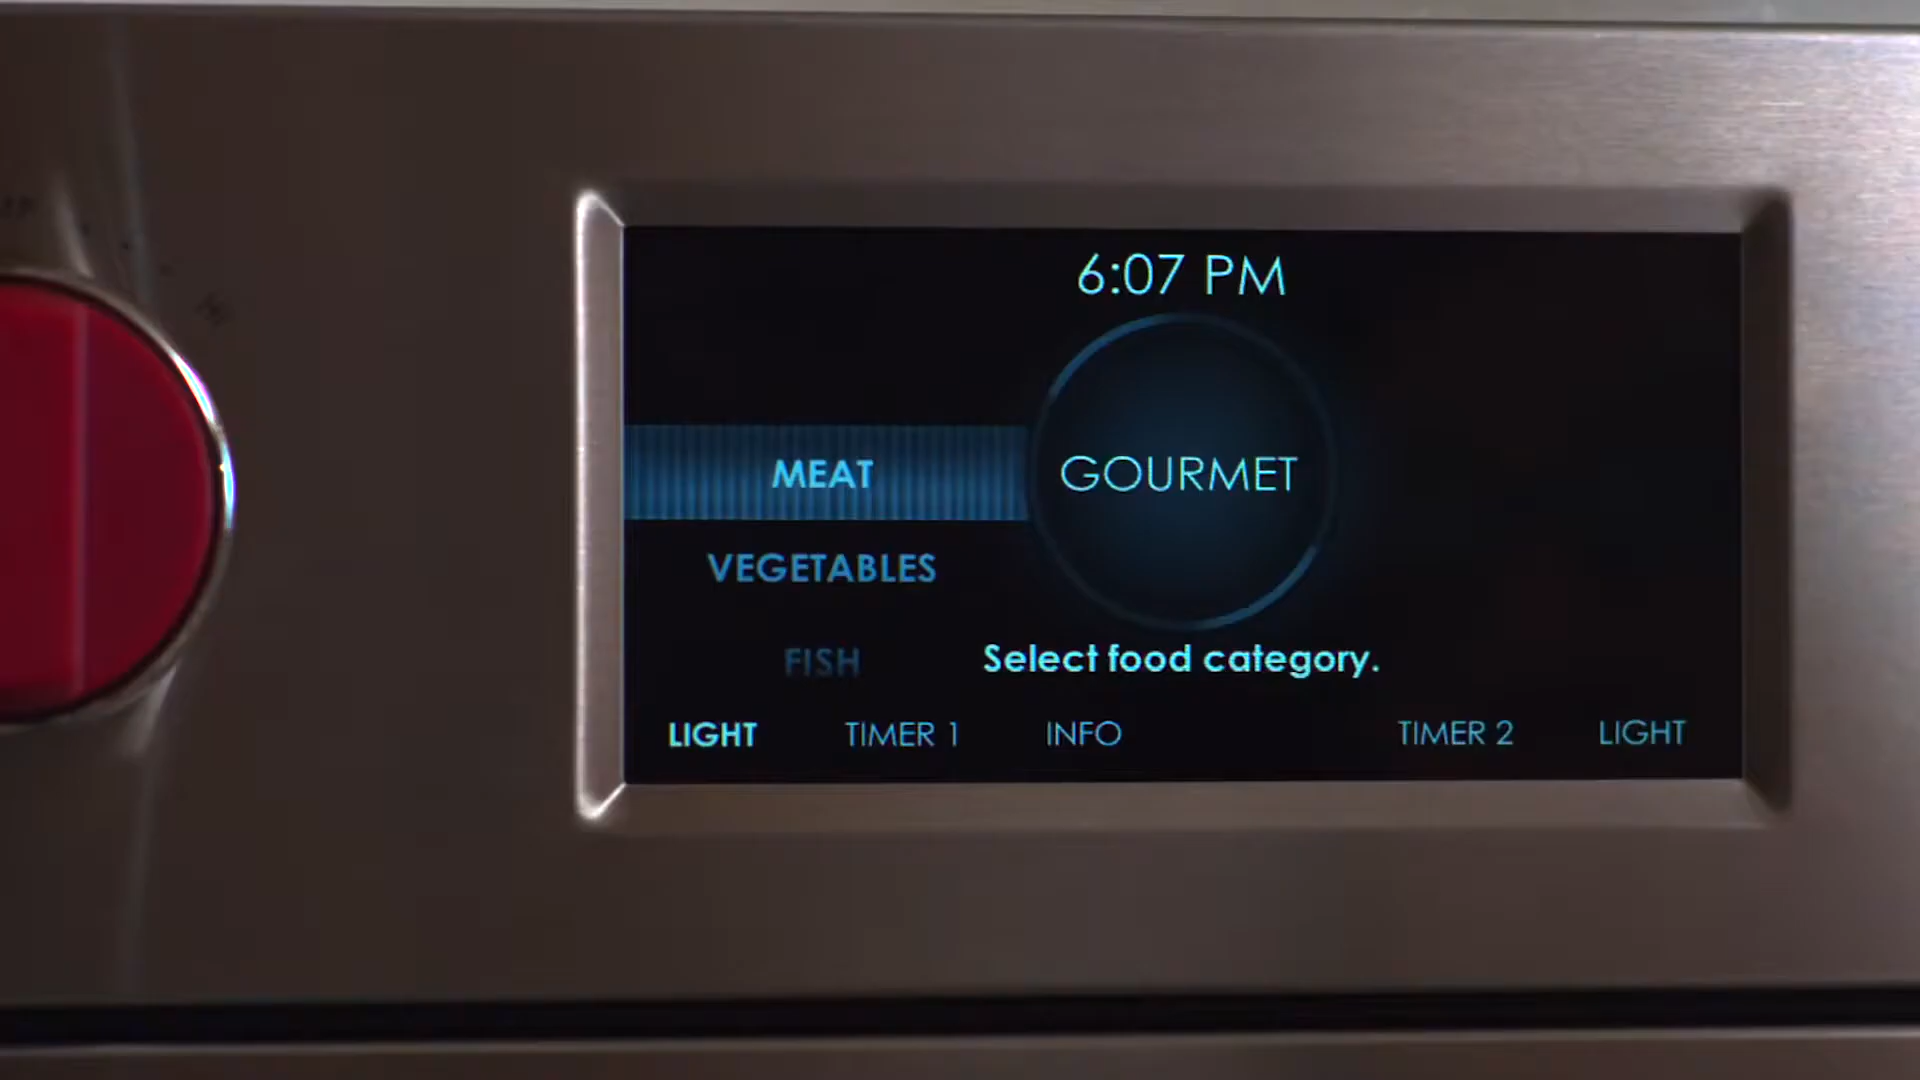 6:07 PM
MEAT
GOURMET
VEGETABLES
FISH
Select food category.
LIGHT TIMER 1 INFO TIMER 2 LIGHT